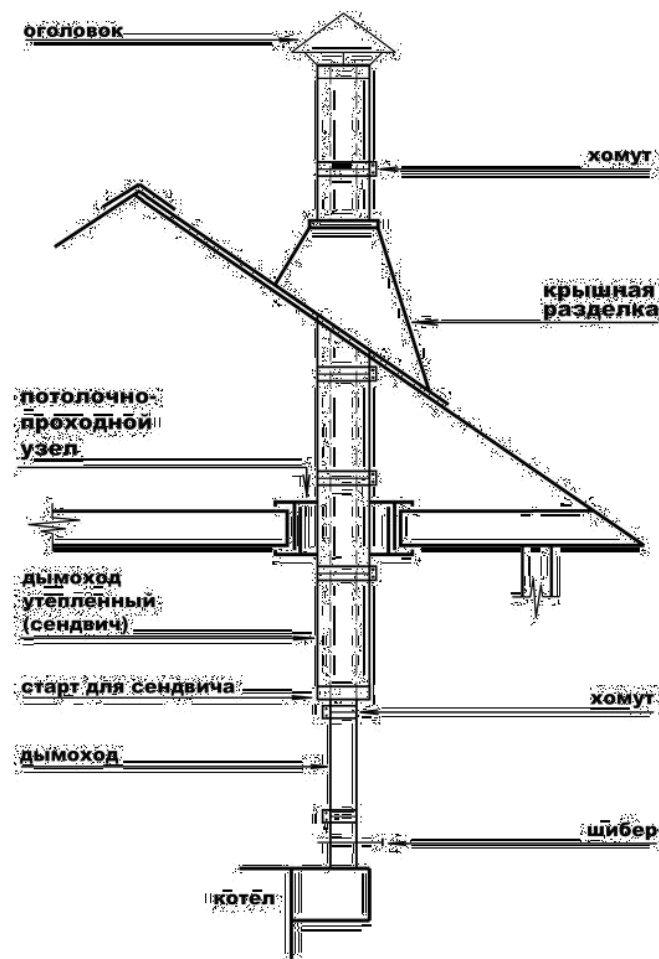 оголовок
хомут
крышная
разделка
потолочно-
проходной
узел
дымоход
утепленный
(сендвич)
старт для сендвича
хомут
дымоход
шибер
котёл